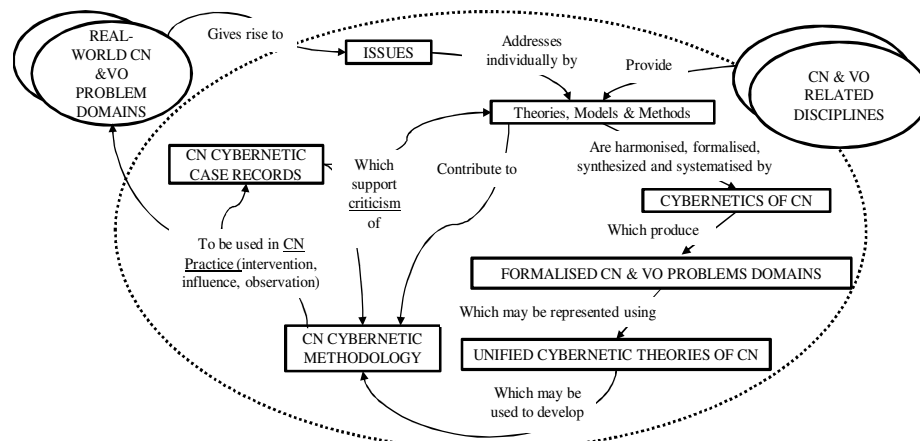 REAL-
WORLD CN
&VO
PROBLEM
DOMAINS
Gives rise to
ISSUES
Addresses
individually by
Provide
CN & VO
RELATED
DISCIPLINES
Theories, Models & Methods
CN CYBERNETIC
CASE RECORDS
Which
support
criticism
of
Contribute to
Are harmonised, formalised,
synthesized and systematised by
CYBERNETICS OF CN
Which produce
To be used in CN
Practice (intervention,
influence, observation)
FORMALISED CN & VO PROBLEMS DOMAINS
Which may be represented using
CN CYBERNETIC
METHODOLOGY
UNIFIED CYBERNETIC THEORIES OF CN
Which may be
used to develop